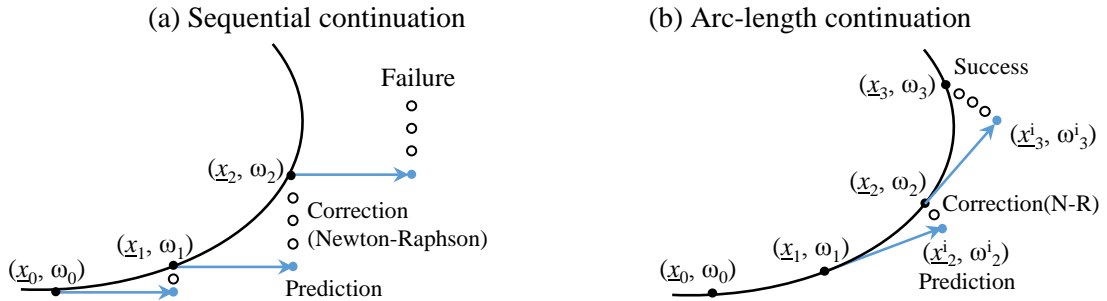 (a) Sequential continuation
Failure
(x₂, ω₂)
Correction
(Newton-Raphson)
(x₁, ω₁)
(x₀, ω₀)
Prediction
(b) Arc-length continuation
Success
(x₃, ω₃)
(xⁱ₃, ωⁱ₃)
(x₂, ω₂)
Correction(N-R)
(x₁, ω₁)
(xⁱ₂, ωⁱ₂)
(x₀, ω₀)
Prediction